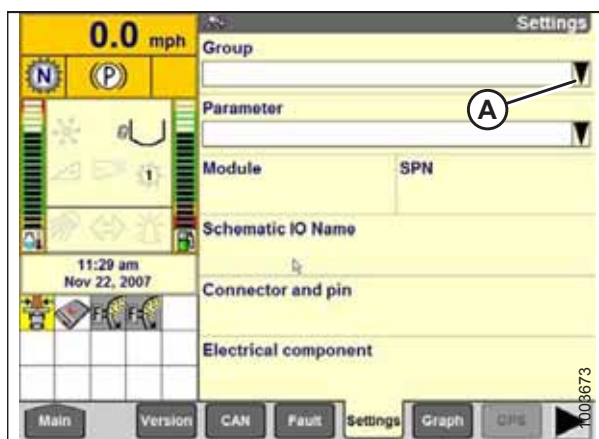 0.0 mph
Settings
N
(P)
Group
A
Parameter
1
Module SPN
Schematic IO Name
11:29 am
Nov 22, 2007
Connector and pin
Electrical component
Main Version CAN Fault Settings Graph GPS
1003673